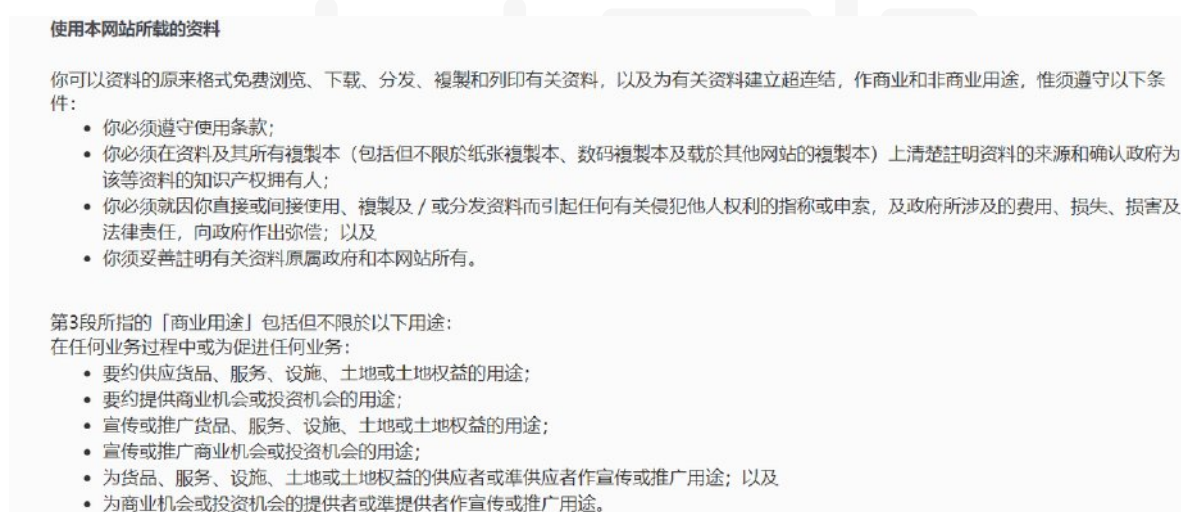 使用本网站所载的资料
你可以资料的原来格式免费浏览、下载、分发、複製和列印有关资料，以及为有关资料建立超连结，作商业和非商业用途，惟须遵守以下条
件：
• 你必须遵守使用条款；
• 你必须在资料及其所有複製本（包括但不限於纸张複製本、数码複製本及载於其他网站的複製本）上清楚註明资料的来源和确认政府为
该等资料的知识产权拥有人；
• 你必须就因你直接或间接使用、複製及 / 或分发资料而引起任何有关侵犯他人权利的指称或申索，及政府所涉及的费用、损失、损害及
法律责任，向政府作出弥偿；以及
• 你须妥善註明有关资料原属政府和本网站所有。
第3段所指的「商业用途」包括但不限於以下用途：
在任何业务过程中或为促进任何业务：
• 要约供应货品、服务、设施、土地或土地权益的用途；
• 要约提供商业机会或投资机会的用途；
• 宣传或推广货品、服务、设施、土地或土地权益的用途；
• 宣传或推广商业机会或投资机会的用途；
• 为货品、服务、设施、土地或土地权益的供应者或準供应者作宣传或推广用途；以及
• 为商业机会或投资机会的提供者或準提供者作宣传或推广用途。